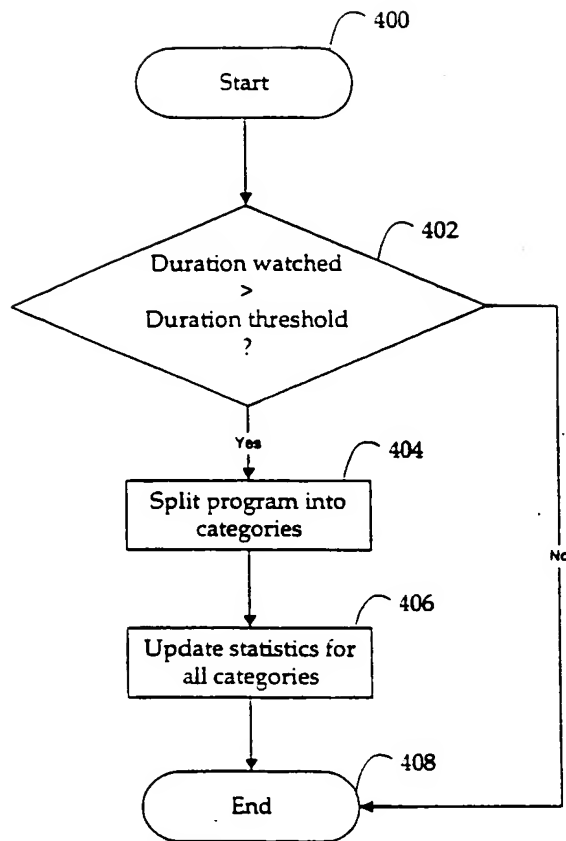 400
Start
402
Duration watched
>
Duration threshold
?
Yes
404
Split program into
categories
No
406
Update statistics for
all categories
408
End